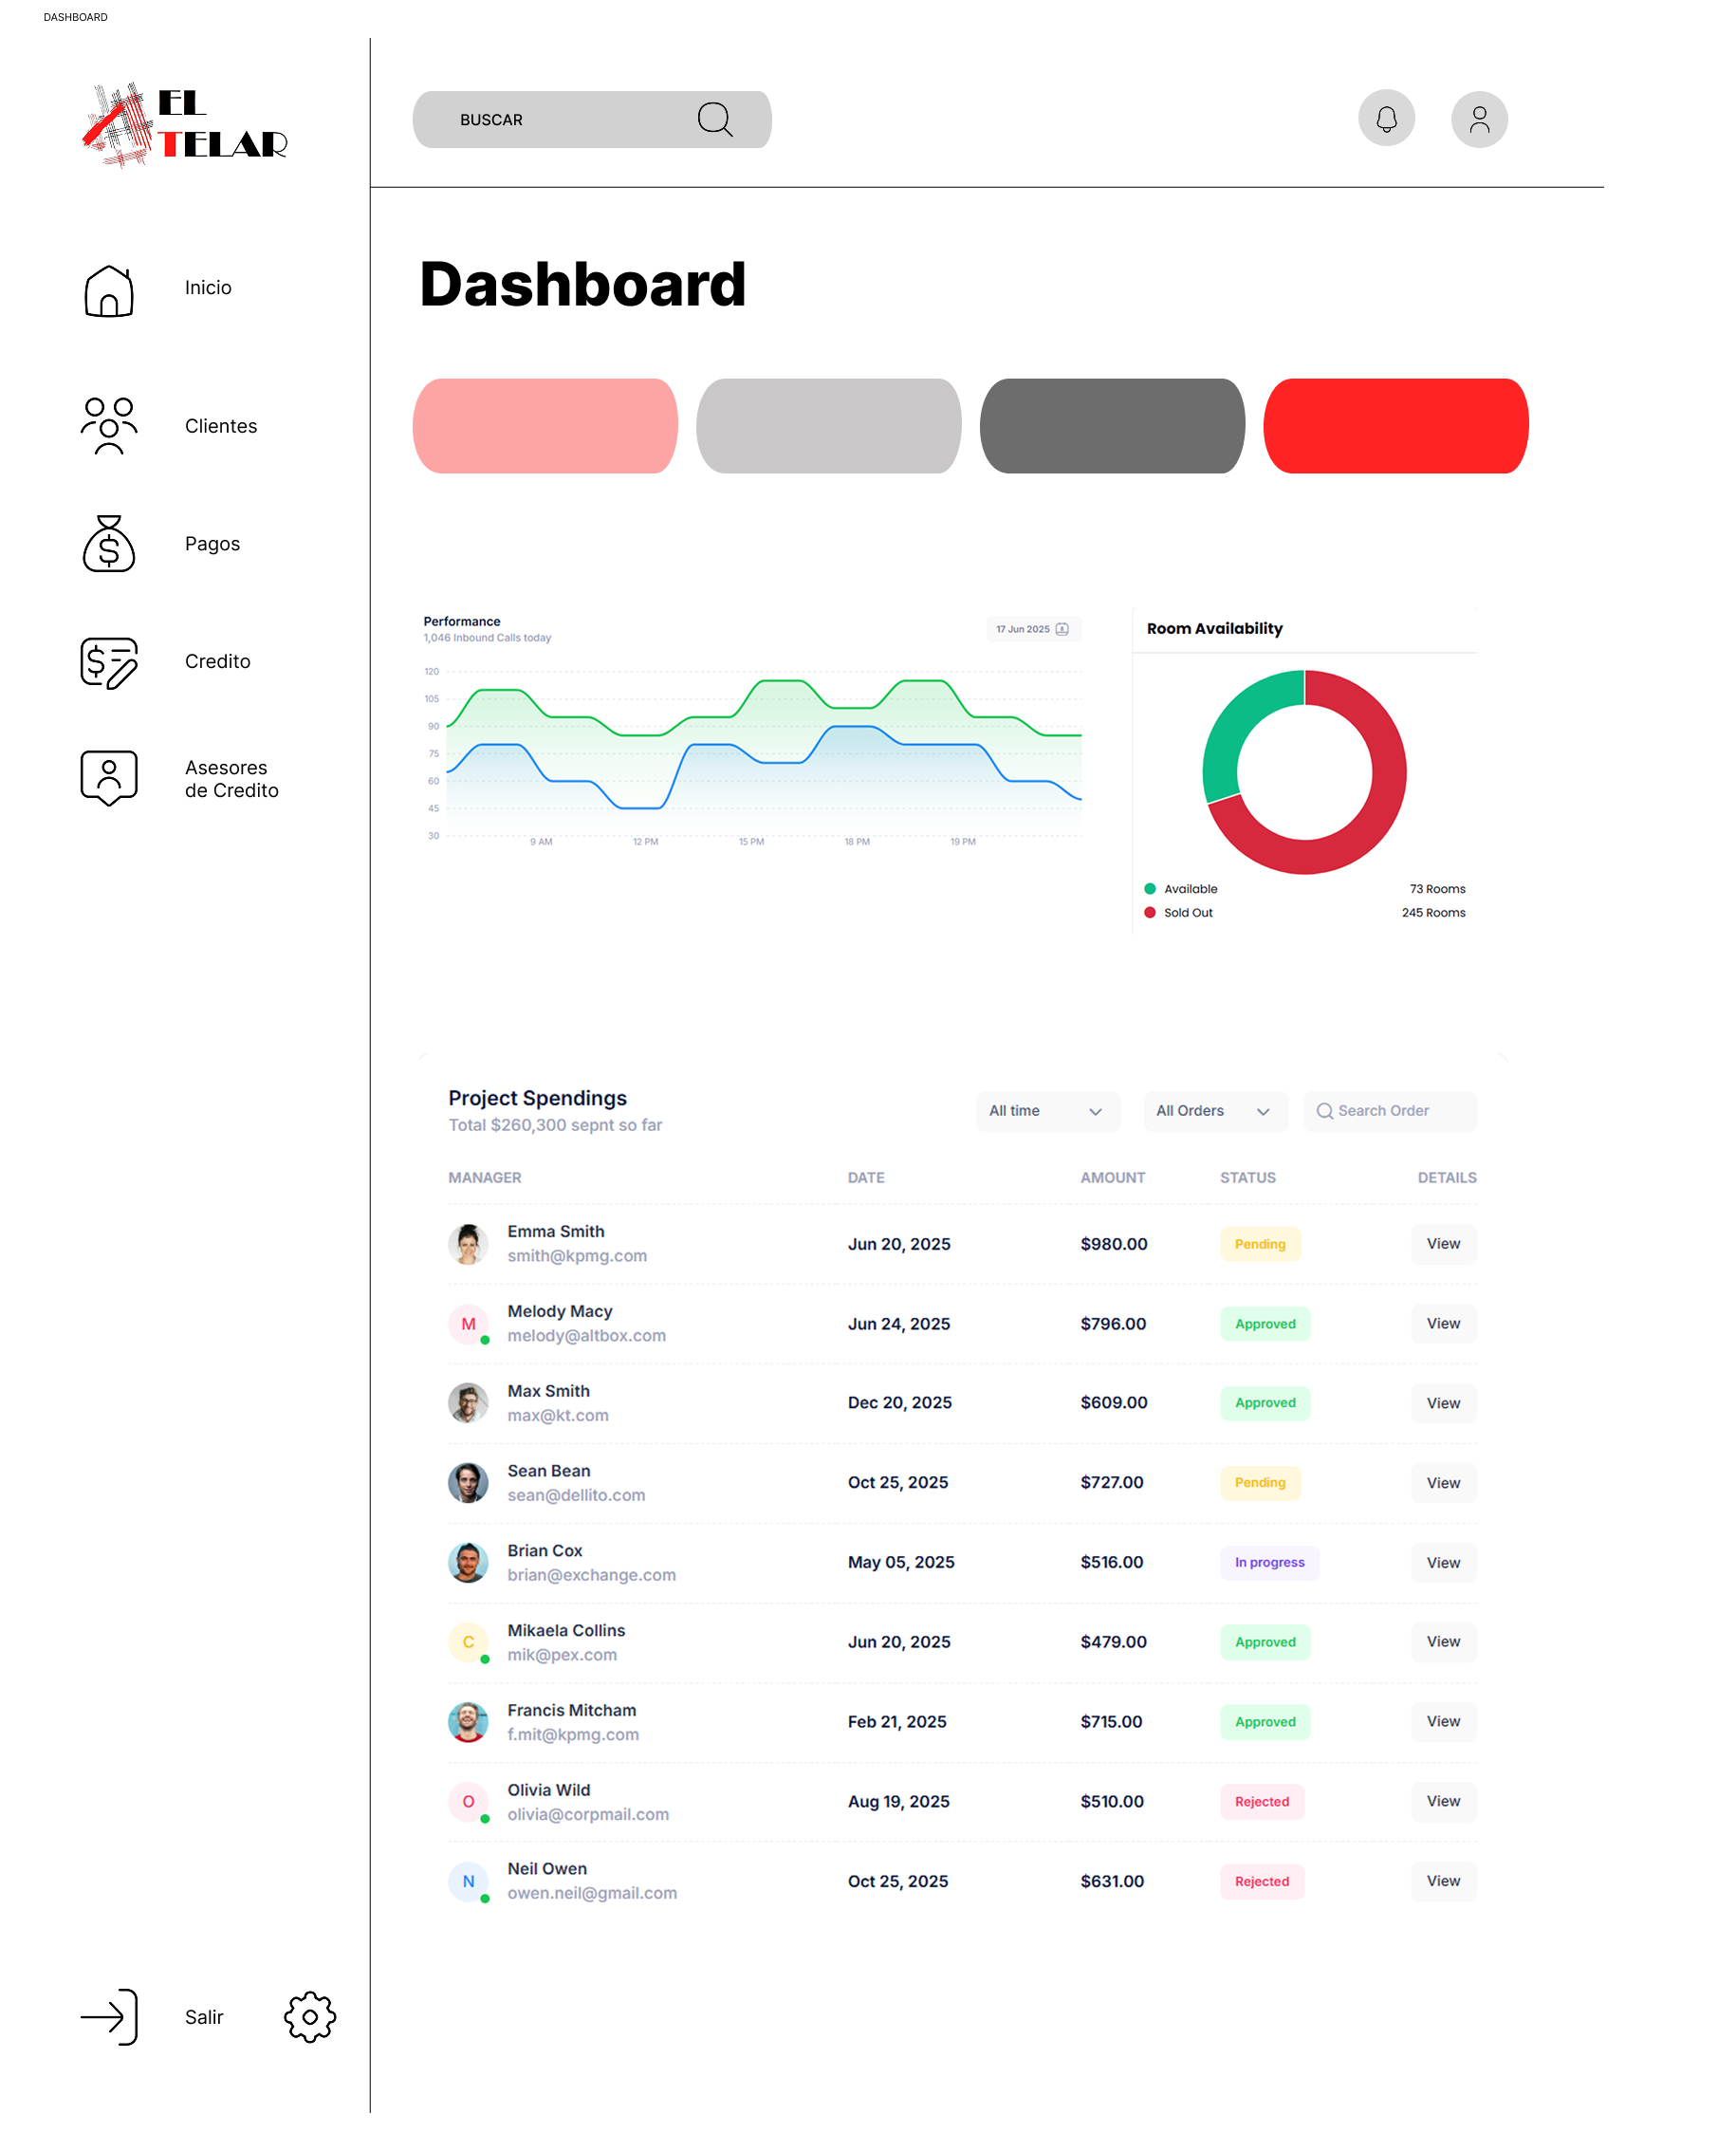 DASHBOARD
EL
TELAR
BUSCAR
Inicio
Clientes
Pagos
Credito
Asesores
de Credito
Salir
Dashboard
Performance
1,046 Inbound Calls today
17 Jun 2025
120
105
90
75
60
45
30
9 AM
12 PM
15 PM
18 PM
19 PM
Room Availability
Available
73 Rooms
Sold Out
245 Rooms
Project Spendings
Total $260,300 sepnt so far
All time
All Orders
Search Order
MANAGER DATE AMOUNT STATUS DETAILS
Emma Smith
smith@kpmg.com
Jun 20, 2025 $980.00 Pending View
M
Melody Macy
melody@altbox.com
Jun 24, 2025 $796.00 Approved View
Max Smith
max@kt.com
Dec 20, 2025 $609.00 Approved View
Sean Bean
sean@dellito.com
Oct 25, 2025 $727.00 Pending View
Brian Cox
brian@exchange.com
May 05, 2025 $516.00 In progress View
C
Mikaela Collins
mik@pex.com
Jun 20, 2025 $479.00 Approved View
Francis Mitcham
f.mit@kpmg.com
Feb 21, 2025 $715.00 Approved View
O
Olivia Wild
olivia@corpmail.com
Aug 19, 2025 $510.00 Rejected View
N
Neil Owen
owen.neil@gmail.com
Oct 25, 2025 $631.00 Rejected View